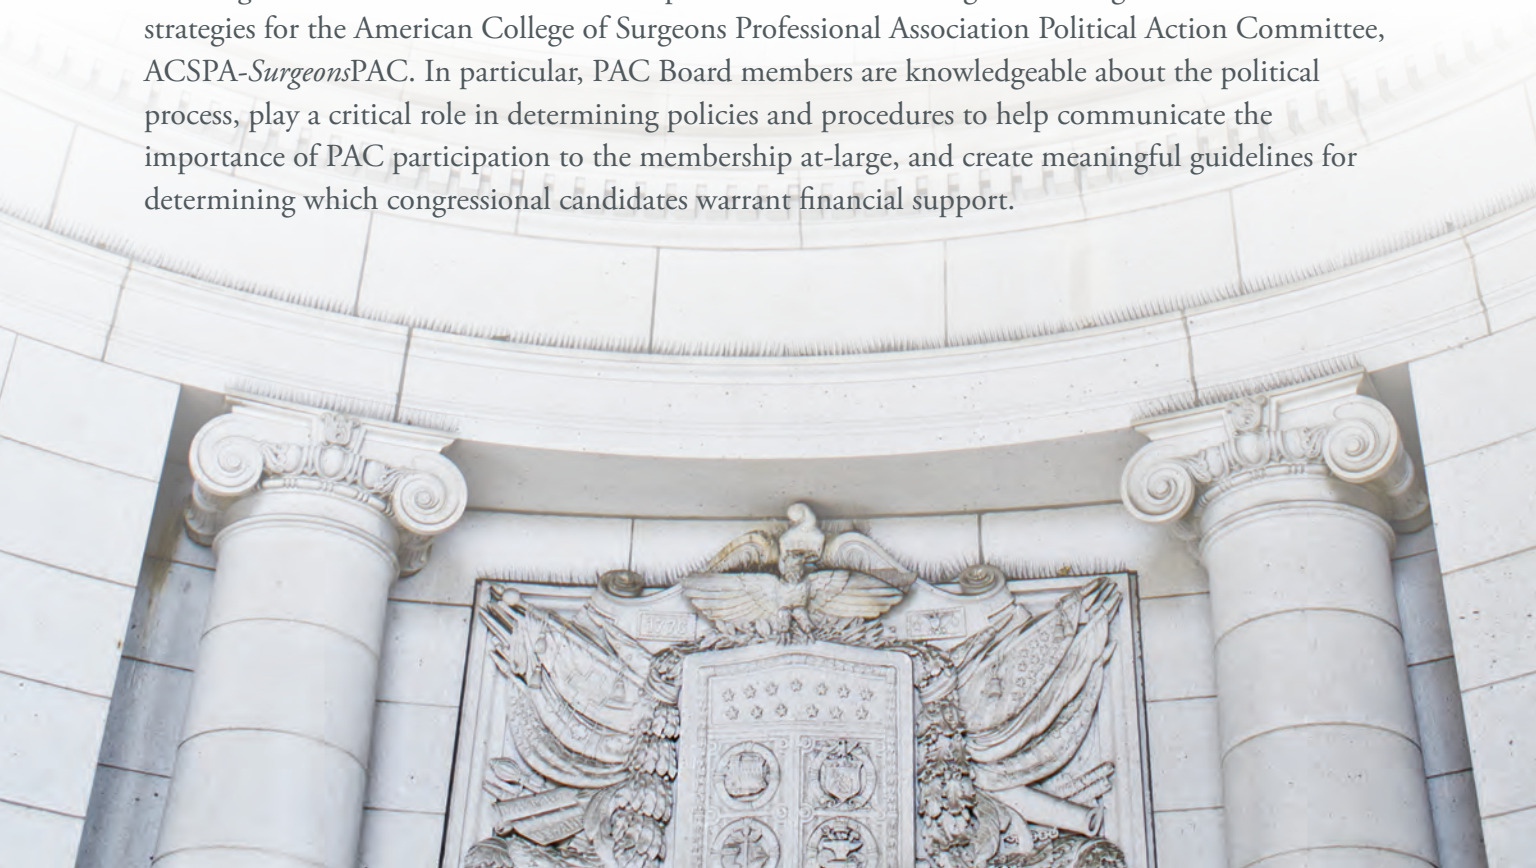 strategies for the American College of Surgeons Professional Association Political Action Committee,
ACSPA-SurgeonsPAC. In particular, PAC Board members are knowledgeable about the political
process, play a critical role in determining policies and procedures to help communicate the
importance of PAC participation to the membership at-large, and create meaningful guidelines for
determining which congressional candidates warrant financial support.